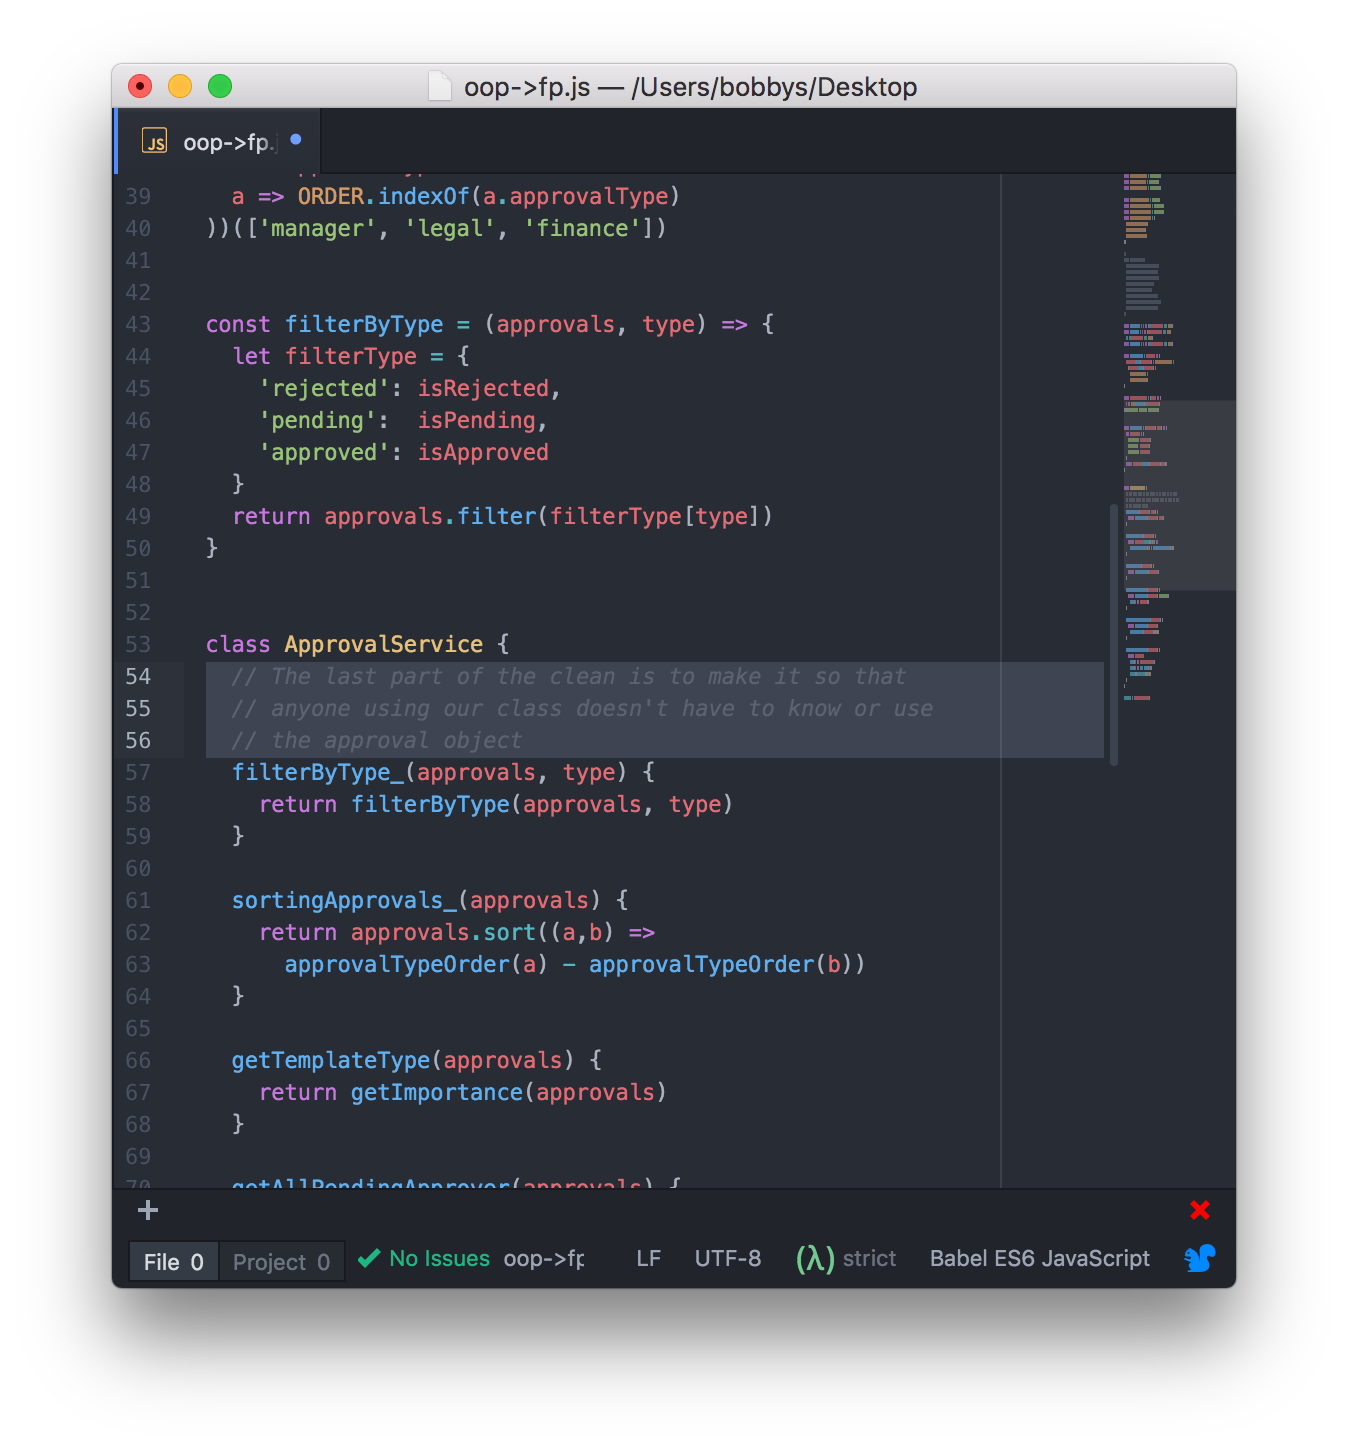 oop->fp.js — /Users/bobbys/Desktop
JS oop->fp.j
39 a => ORDER.indexOf(a.approvalType)
40 ))(['manager', 'legal', 'finance'])
41
42
43 const filterByType = (approvals, type) => {
44 let filterType = {
45 'rejected': isRejected,
46 'pending':  isPending,
47 'approved': isApproved
48 }
49 return approvals.filter(filterType[type])
50 }
51
52
53 class ApprovalService {
54 // The last part of the clean is to make it so that
55 // anyone using our class doesn't have to know or use
56 // the approval object
57 filterByType_(approvals, type) {
58 return filterByType(approvals, type)
59 }
60
61 sortingApprovals_(approvals) {
62 return approvals.sort((a,b) =>
63 approvalTypeOrder(a) - approvalTypeOrder(b))
64 }
65
66 getTemplateType(approvals) {
67 return getImportance(approvals)
68 }
69
70 getAllPendingApprover(approvals) {
File 0 Project 0 No Issues oop->fp LF UTF-8 (λ) strict Babel ES6 JavaScript